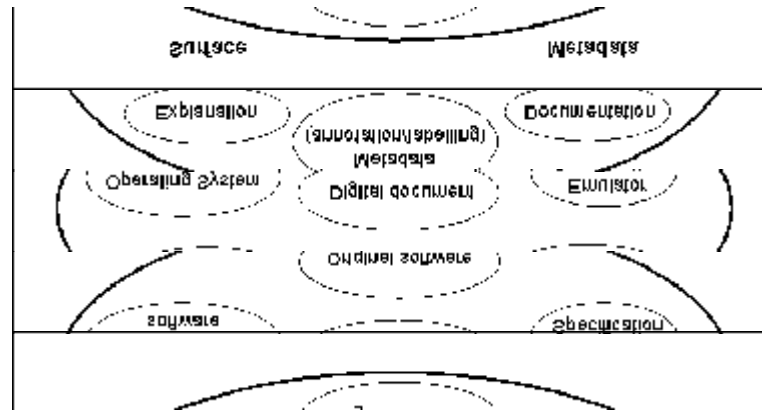 Surface Metadata
Explanation Documentation
(annotation/labelling)
Metadata
Operating System Emulator
Digital document
Original software
software Specification